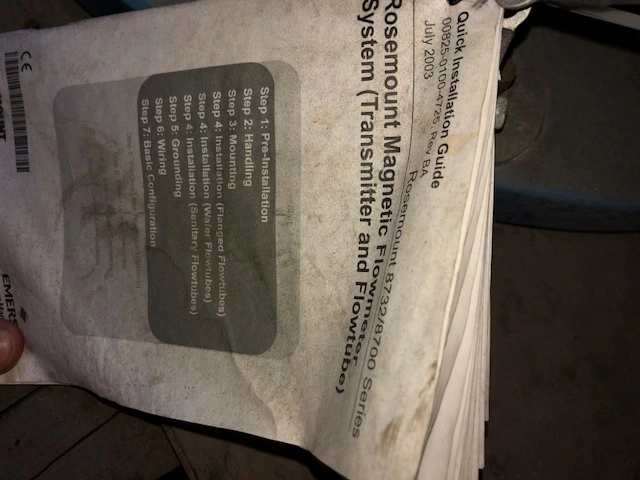 Quick Installation Guide
00825-0100-4725, Rev BA
July 2003
Rosemount 8732/8700 Series
Rosemount Magnetic Flowmeter
System (Transmitter and Flowtube)
Start
Step 1: Pre-Installation
Step 2: Handling
Step 3: Mounting
Step 4: Installation (Flanged Flowtubes)
Step 4: Installation (Wafer Flowtubes)
Step 4: Installation (Sanitary Flowtubes)
Step 5: Grounding
Step 6: Wiring
Step 7: Basic Configuration
CE